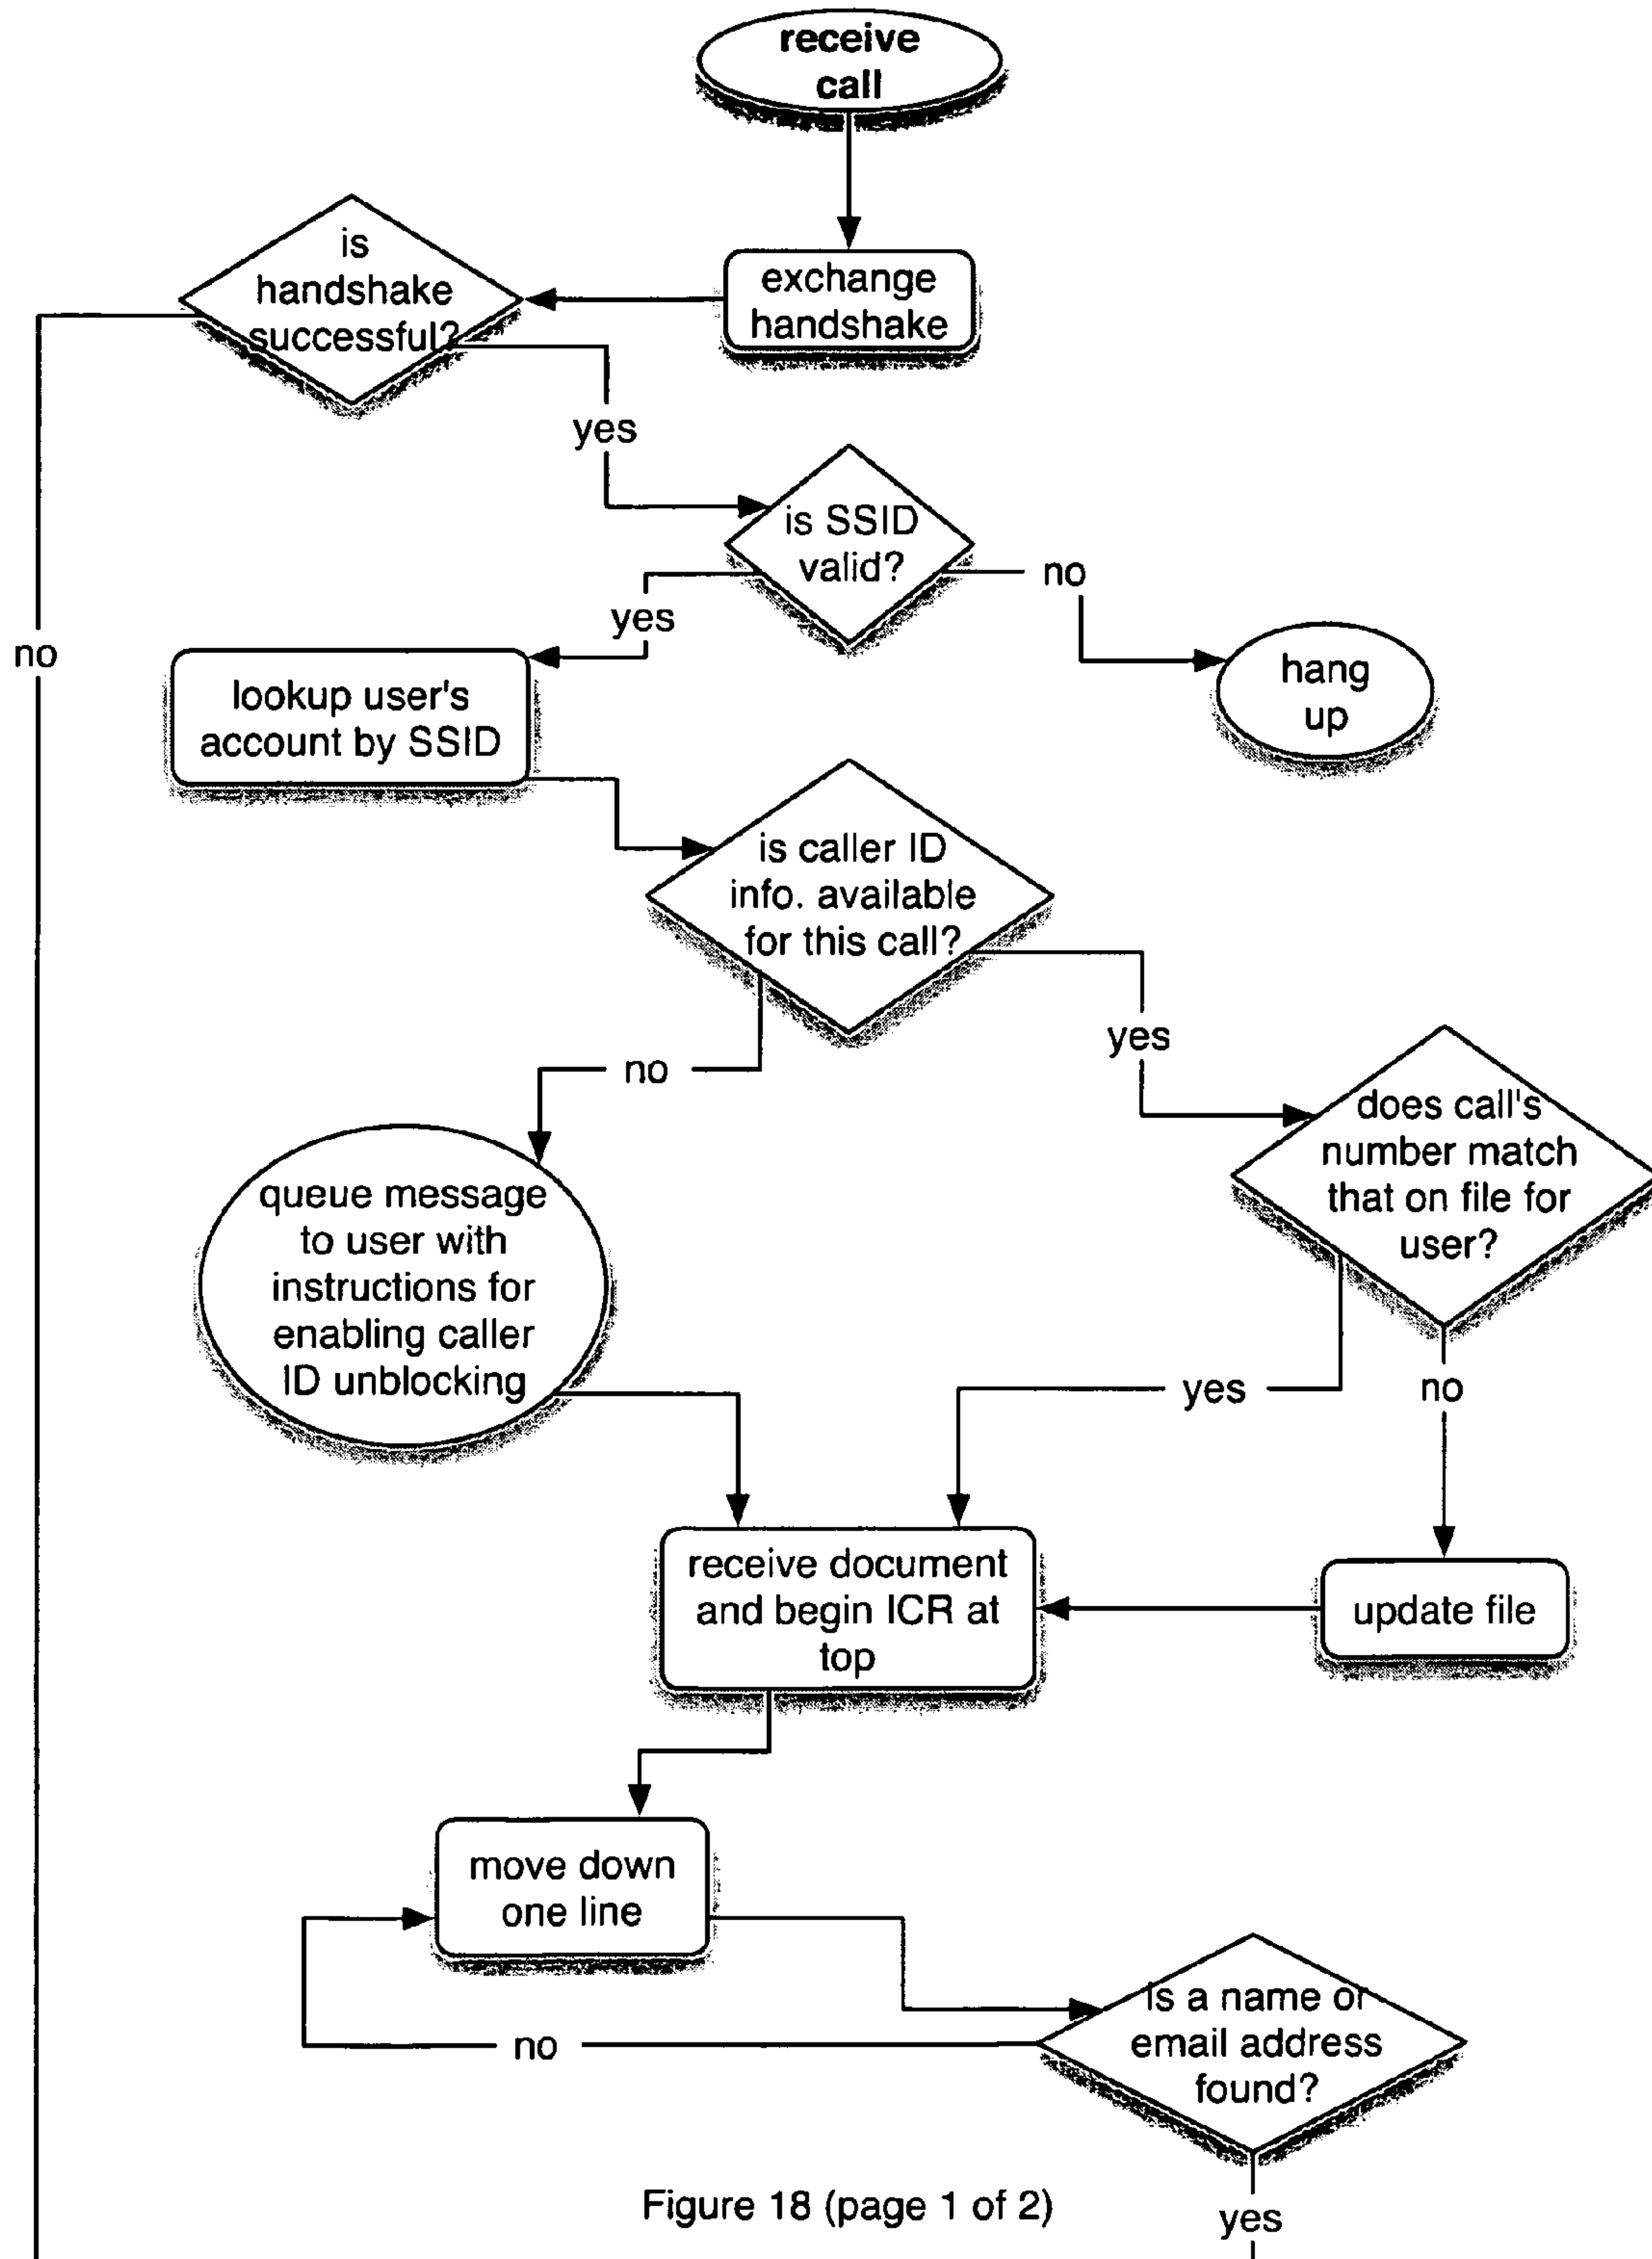 receive
call
exchange
handshake
is
handshake
successful?
yes
is SSID
valid?
no
yes
no
lookup user's
account by SSID
hang
up
is caller ID
info. available
for this call?
yes
no
does call's
number match
that on file for
user?
queue message
to user with
instructions for
enabling caller
ID unblocking
yes
no
receive document
and begin ICR at
top
update file
move down
one line
is a name or
email address
found?
no
yes
Figure 18 (page 1 of 2)